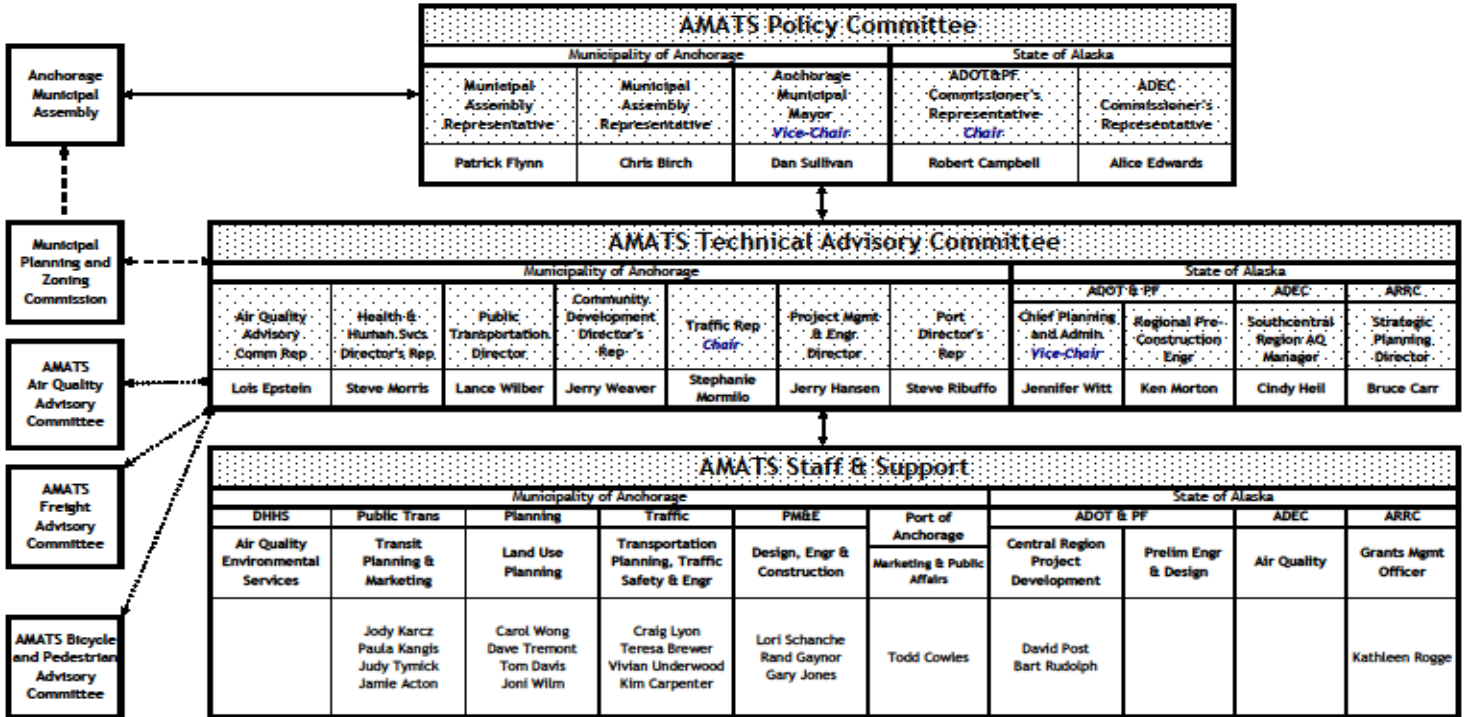 AMATS Policy Committee
Municipality of Anchorage
State of Alaska
Municipal
Assembly
Representative
Municipal
Assembly
Representative
Anchorage
Municipal
Mayor
Vice-Chair
ADOT&PF
Commissioner's
Representative
Chair
ADEC
Commissioner's
Representative
Patrick Flynn
Chris Birch
Dan Sullivan
Robert Campbell
Alice Edwards
Anchorage
Municipal
Assembly
Municipal
Planning and
Zoning
Commission
AMATS
Air Quality
Advisory
Committee
AMATS
Freight
Advisory
Committee
AMATS Bicycle
and Pedestrian
Advisory
Committee
AMATS Technical Advisory Committee
Municipality of Anchorage
State of Alaska
ADOT & PF
ADEC
ARRC
Air Quality
Advisory
Comm Rep
Health &
Human Svcs
Director's Rep
Public
Transportation
Director
Community
Development
Director's
Rep
Traffic Rep
Chair
Project Mgmt
& Engr
Director
Port
Director's
Rep
Chief Planning
and Admin
Vice-Chair
Regional Pre-
Construction
Engr
Southcentral
Region AQ
Manager
Strategic
Planning
Director
Lois Epstein
Steve Morris
Lance Wilber
Jerry Weaver
Stephanie
Mormilo
Jerry Hansen
Steve Ribuffo
Jennifer Witt
Ken Morton
Cindy Heil
Bruce Carr
AMATS Staff & Support
Municipality of Anchorage
State of Alaska
DHHS
Public Trans
Planning
Traffic
PM&E
Port of
Anchorage
ADOT & PF
ADEC
ARRC
Air Quality
Environmental
Services
Transit
Planning &
Marketing
Land Use
Planning
Transportation
Planning, Traffic
Safety & Engr
Design, Engr &
Construction
Marketing & Public
Affairs
Central Region
Project
Development
Prelim Engr
& Design
Air Quality
Grants Mgmt
Officer
Jody Karcz
Paula Kangis
Judy Tymick
Jamie Acton
Carol Wong
Dave Tremont
Tom Davis
Joni Wilm
Craig Lyon
Teresa Brewer
Vivian Underwood
Kim Carpenter
Lori Schanche
Rand Gaynor
Gary Jones
Todd Cowles
David Post
Bart Rudolph
Kathleen Rogge